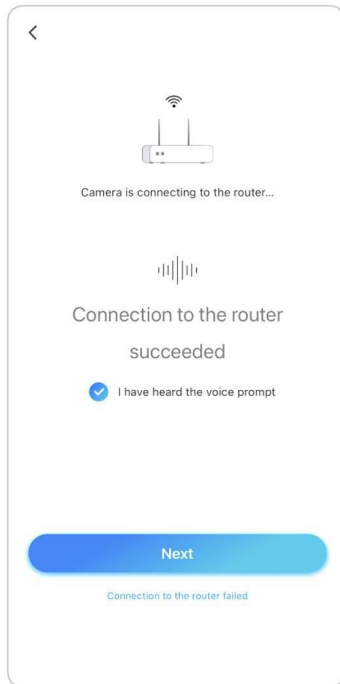 Camera is connecting to the router...
Connection to the router
succeeded
I have heard the voice prompt
Next
Connection to the router failed